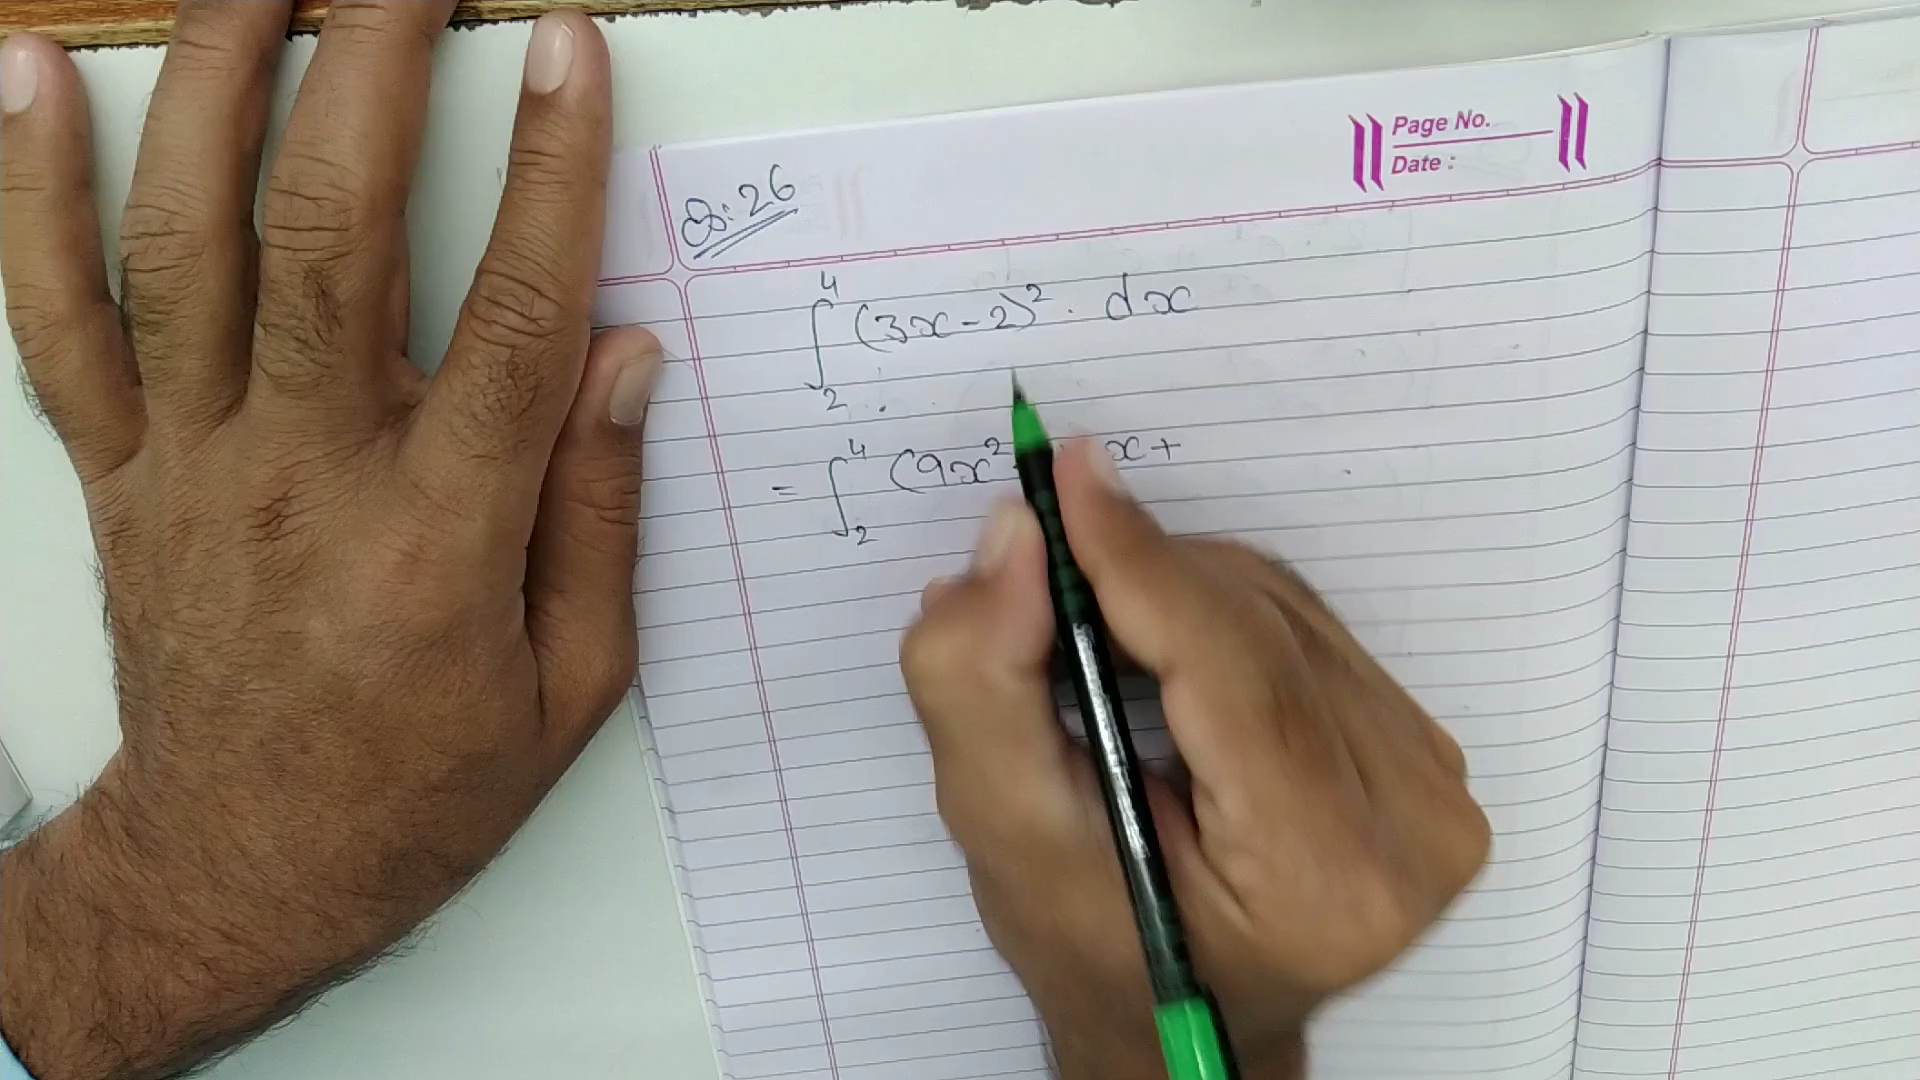 Page No.
Date :
Q: 26
∫₂⁴ (3x-2)² . dx
= ∫₂⁴ (9x² x+